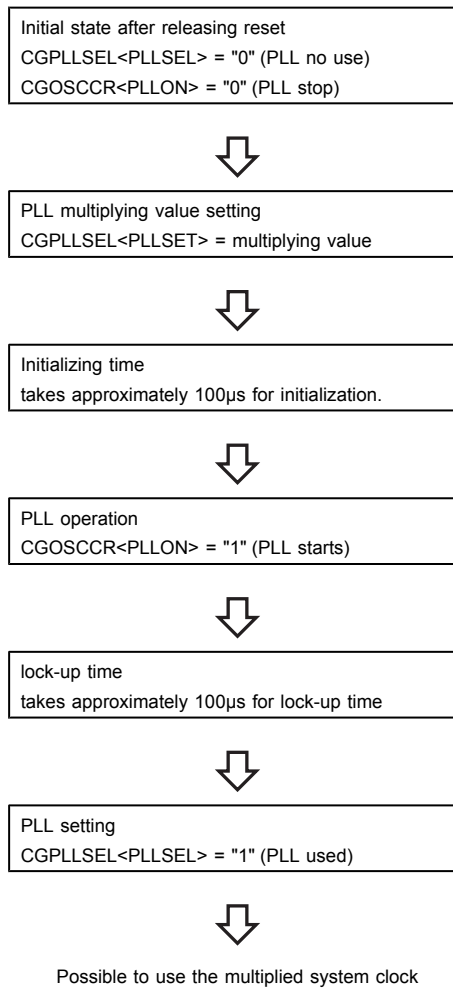 Initial state after releasing reset
CGPLLSEL<PLLSEL> = "0" (PLL no use)
CGOSCCR<PLLON> = "0" (PLL stop)
PLL multiplying value setting
CGPLLSEL<PLLSET> = multiplying value
Initializing time
takes approximately 100μs for initialization.
PLL operation
CGOSCCR<PLLON> = "1" (PLL starts)
lock-up time
takes approximately 100μs for lock-up time
PLL setting
CGPLLSEL<PLLSEL> = "1" (PLL used)
Possible to use the multiplied system clock